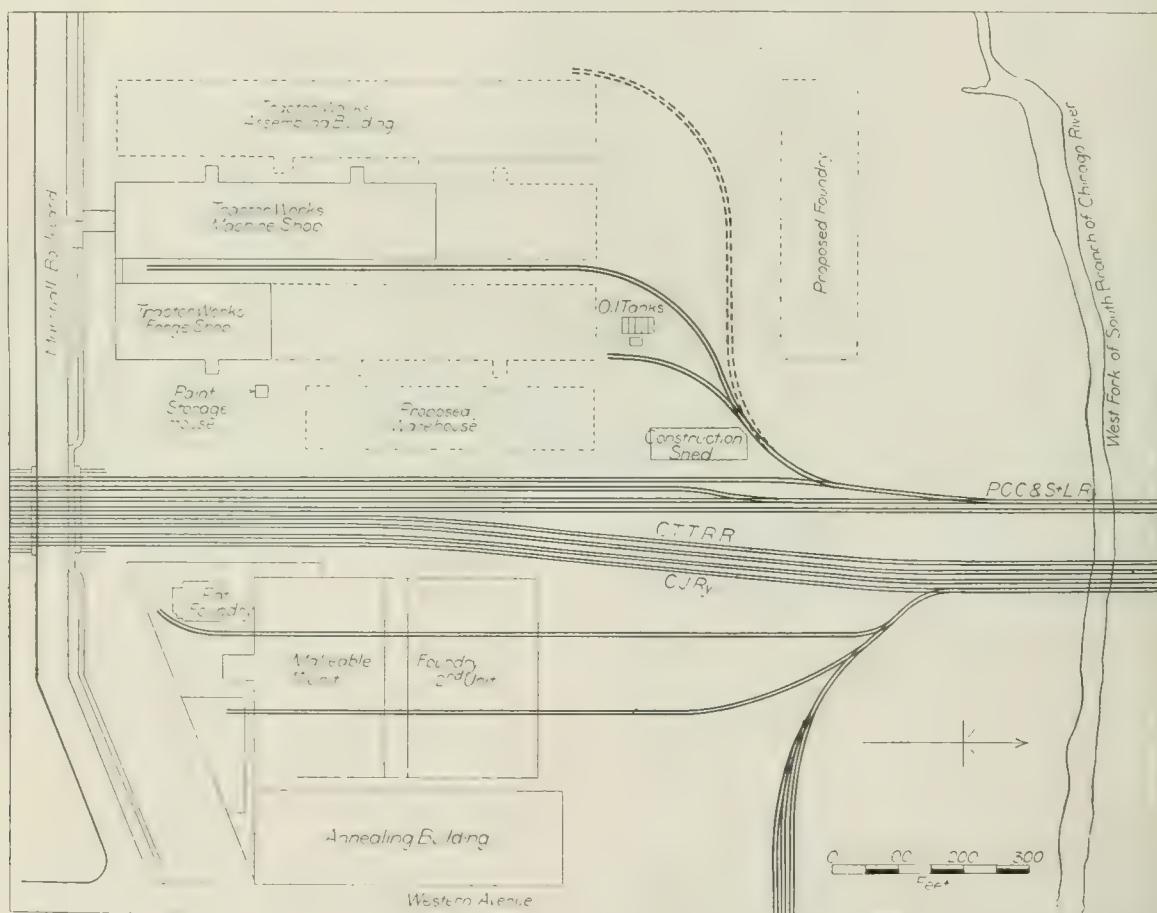 Tractor Works
Assembling Building
Tractor Works
Machine Shop
Tractor Works
Forge Shop
Oil Tanks
Proposed Foundry
West Fork of South Branch of Chicago River
Paint
Storage
House
Proposed
Warehouse
Construction
Shed
P.C.C. & St. L. R.
C.T.T.R.R.
C.J.Ry.
Foundry
Malleable
Foundry
2nd Unit
Annealing Building
Western Avenue
0 100 200 300
Feet